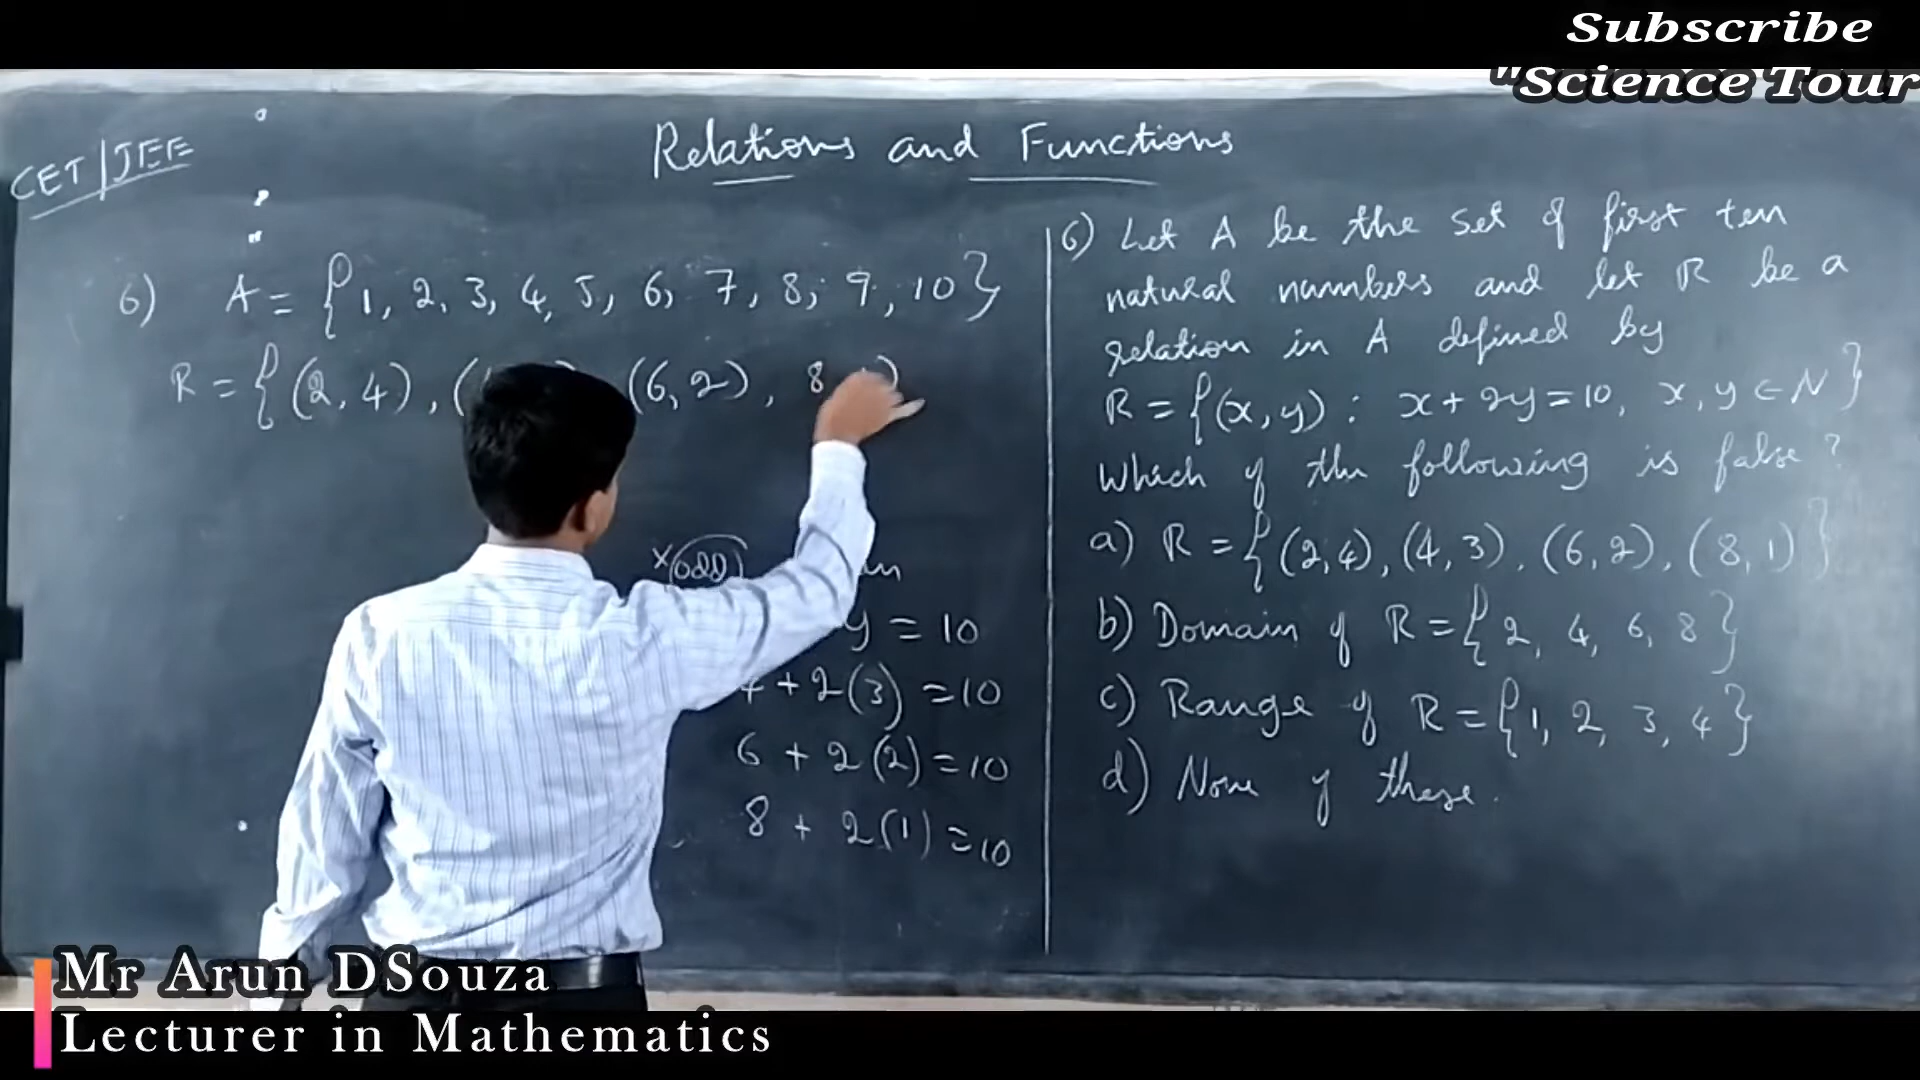 Subscribe
"Science Tour
CET/JEE
Relations and Functions
6) A = {1, 2, 3, 4, 5, 6, 7, 8, 9, 10}
R = {(2, 4), (6, 2), 8
x odd
y = 10
4 + 2(3) = 10
6 + 2(2) = 10
8 + 2(1) = 10
6) Let A be the set of first ten
natural numbers and let R be a
relation in A defined by
R = {(x, y) : x + 2y = 10, x, y ∈ N}
Which of the following is false?
a) R = {(2,4), (4, 3), (6, 2), (8, 1)}
b) Domain of R = {2, 4, 6, 8}
c) Range of R = {1, 2, 3, 4}
d) None of these.
Mr Arun DSouza
Lecturer in Mathematics